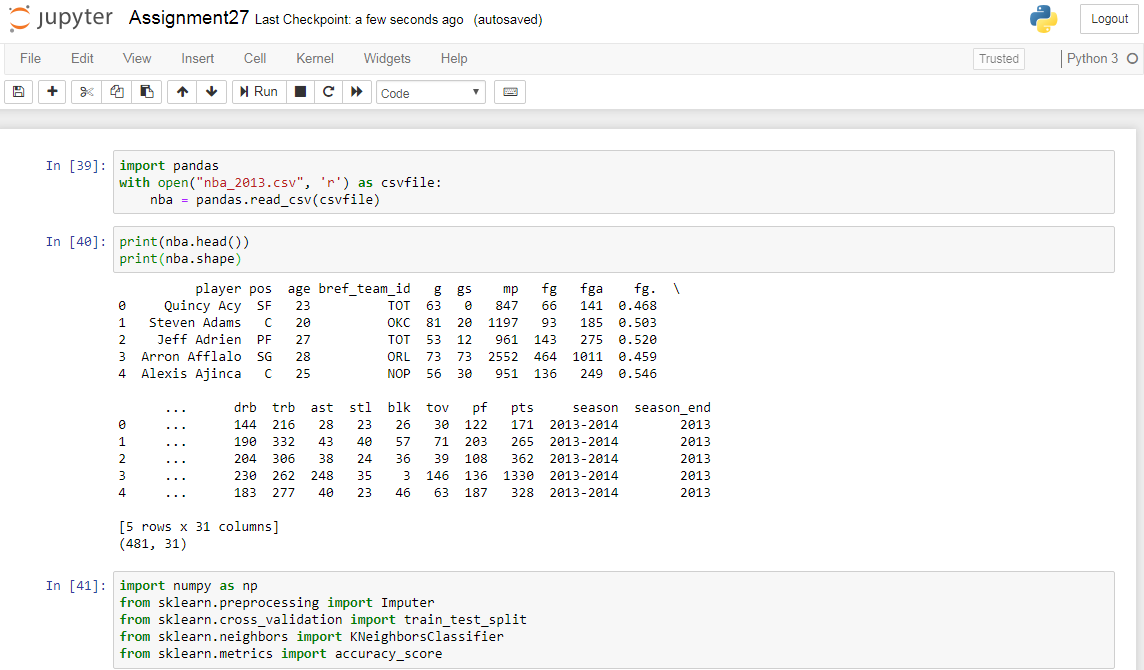 jupyter Assignment27 Last Checkpoint: a few seconds ago (autosaved) Logout
File Edit View Insert Cell Kernel Widgets Help Trusted Python 3
Run Code
In [39]: import pandas
with open("nba_2013.csv", 'r') as csvfile:
    nba = pandas.read_csv(csvfile)
In [40]: print(nba.head())
print(nba.shape)
          player pos  age bref_team_id   g  gs    mp   fg   fga    fg.  \
0     Quincy Acy  SF   23          TOT  63   0   847   66   141  0.468
1   Steven Adams   C   20          OKC  81  20  1197   93   185  0.503
2    Jeff Adrien  PF   27          TOT  53  12   961  143   275  0.520
3  Arron Afflalo  SG   28          ORL  73  73  2552  464  1011  0.459
4  Alexis Ajinca   C   25          NOP  56  30   951  136   249  0.546
      ...      drb  trb  ast  stl  blk  tov   pf   pts     season  season_end
0     ...      144  216   28   23   26   30  122   171  2013-2014        2013
1     ...      190  332   43   40   57   71  203   265  2013-2014        2013
2     ...      204  306   38   24   36   39  108   362  2013-2014        2013
3     ...      230  262  248   35    3  146  136  1330  2013-2014        2013
4     ...      183  277   40   23   46   63  187   328  2013-2014        2013
[5 rows x 31 columns]
(481, 31)
In [41]: import numpy as np
from sklearn.preprocessing import Imputer
from sklearn.cross_validation import train_test_split
from sklearn.neighbors import KNeighborsClassifier
from sklearn.metrics import accuracy_score